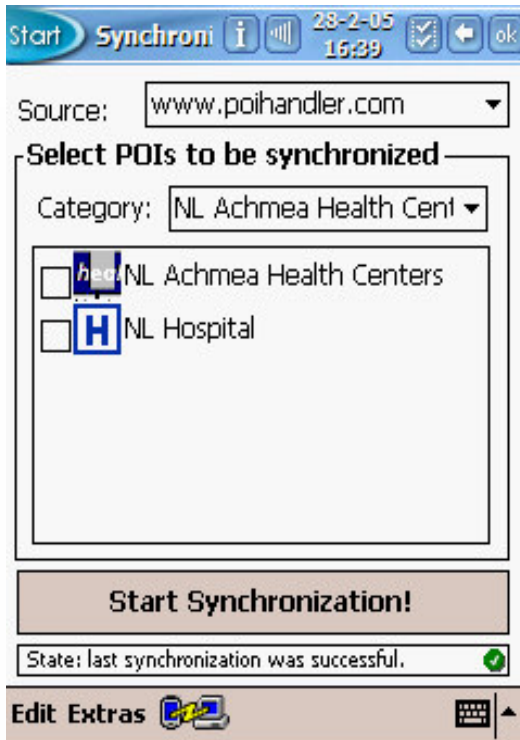 Start Synchroni 28-2-05
16:39 ok
Source: www.poihandler.com
Select POIs to be synchronized
Category: NL Achmea Health Cent
heal NL Achmea Health Centers
H NL Hospital
Start Synchronization!
State: last synchronization was successful.
Edit Extras